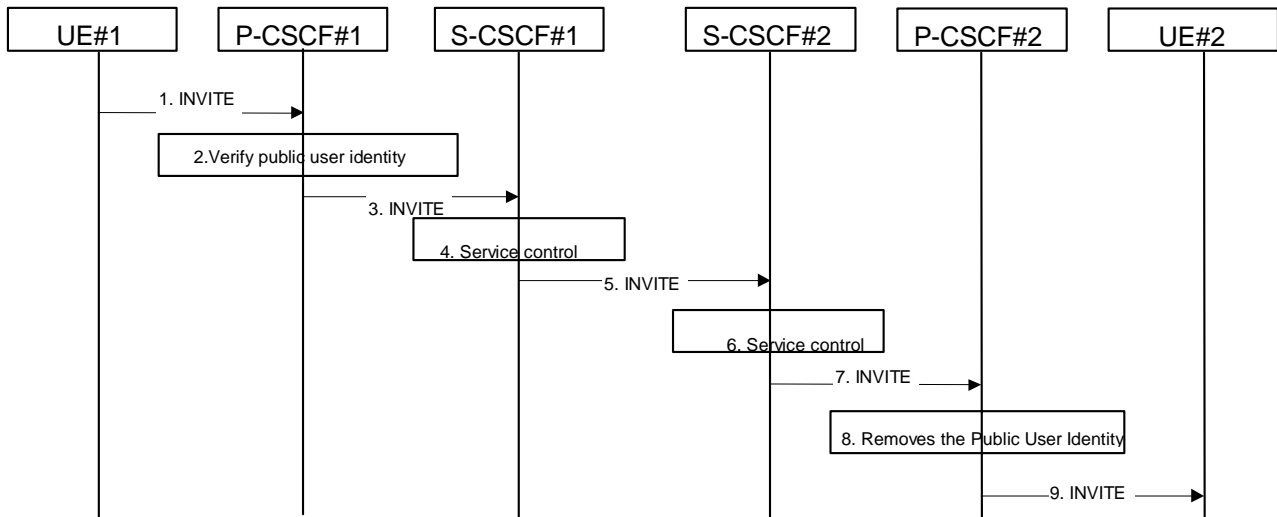 UE#1
P-CSCF#1
S-CSCF#1
S-CSCF#2
P-CSCF#2
UE#2
1. INVITE
2.Verify public user identity
3. INVITE
4. Service control
5. INVITE
6. Service control
7. INVITE
8. Removes the Public User Identity
9. INVITE